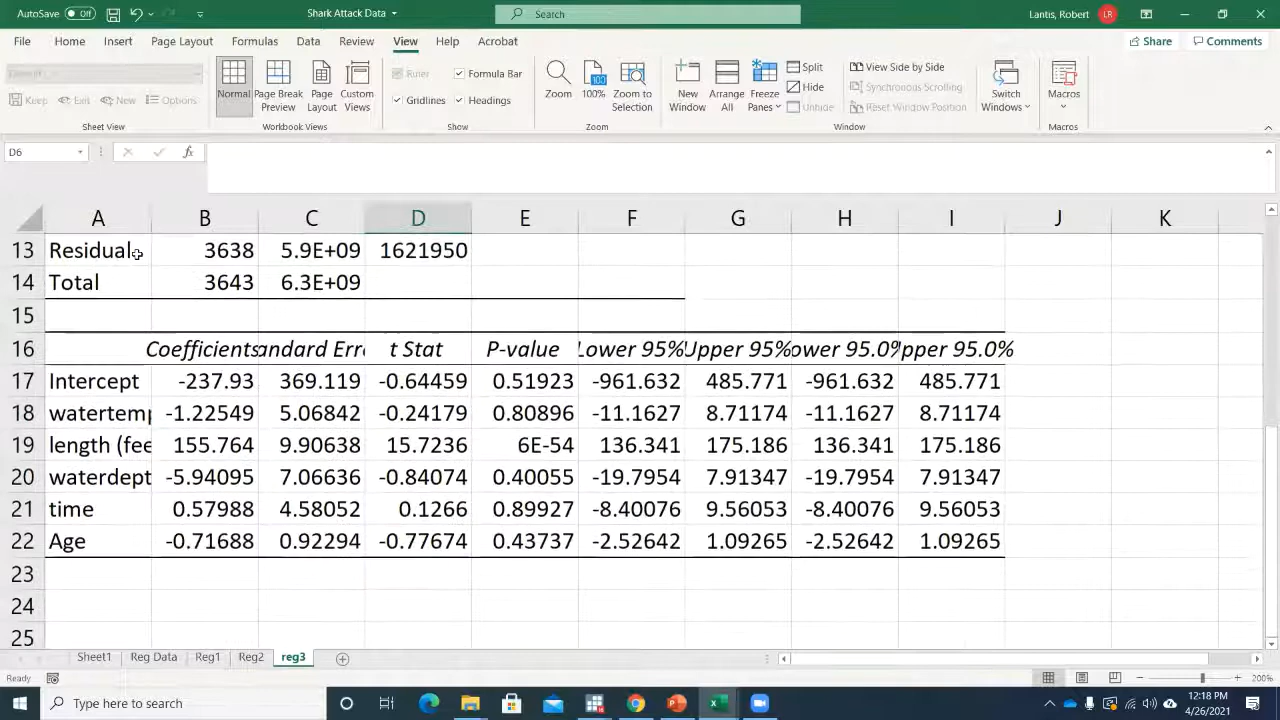 AutoSave Off Shark Attack Data Search Lantis, Robert LR
File Home Insert Page Layout Formulas Data Review View Help Acrobat Share Comments
Keep Exit New Options
Normal Page Break Preview Page Layout Custom Views
Ruler Formula Bar
Gridlines Headings
Zoom 100% Zoom to Selection
New Window Arrange All Freeze Panes
Split
Hide
Unhide
View Side by Side
Synchronous Scrolling
Reset Window Position
Switch Windows Macros
Sheet View Workbook Views Show Zoom Window Macros
D6 fx
A B C D E F G H I J K
13 Residual 3638 5.9E+09 1621950
14 Total 3643 6.3E+09
15
16 Coefficients andard Erro t Stat P-value Lower 95% Upper 95% ower 95.0% pper 95.0%
17 Intercept -237.93 369.119 -0.64459 0.51923 -961.632 485.771 -961.632 485.771
18 watertemp -1.22549 5.06842 -0.24179 0.80896 -11.1627 8.71174 -11.1627 8.71174
19 length (fee 155.764 9.90638 15.7236 6E-54 136.341 175.186 136.341 175.186
20 waterdept -5.94095 7.06636 -0.84074 0.40055 -19.7954 7.91347 -19.7954 7.91347
21 time 0.57988 4.58052 0.1266 0.89927 -8.40076 9.56053 -8.40076 9.56053
22 Age -0.71688 0.92294 -0.77674 0.43737 -2.52642 1.09265 -2.52642 1.09265
23
24
25
Sheet1 Reg Data Reg1 Reg2 reg3
Ready 200%
Type here to search 12:18 PM
4/26/2021